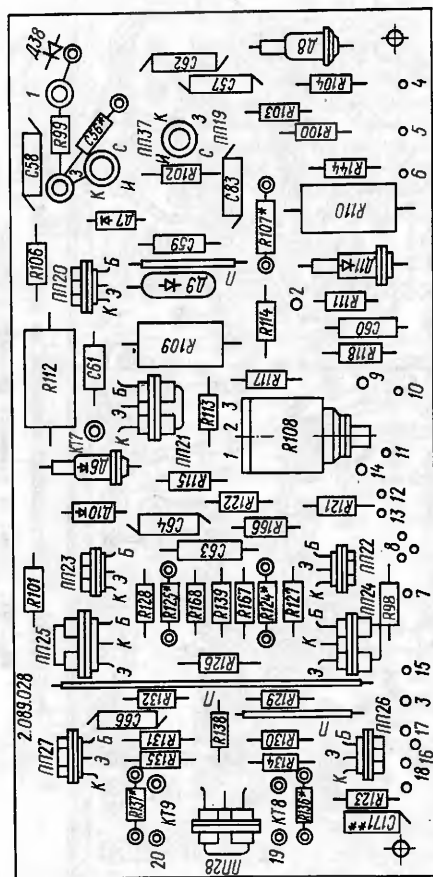 Д38
1
R99
C56*
C58
З
К
С
И
C62
C57
Д8
R104
4
R103
R100
5
ПП37
К
З
И
С
ПП19
R102
C83
R144
6
R110
R107*
Д7
C59
R106
ПП20
Б
Э
К
П
Д9
Д11
2
R111
C60
R114
R118
R112
C61
R109
КТ7
Б
Э
К
ПП21
R113
R117
9
10
3
2
1
R108
Д6
R115
14
11
R122
R121
12
13
Д10
C64
R166
C63
8
R101
ПП23
Б
Э
К
R128
R125*
R168
R139
R167
R124*
R127
ПП22
Б
Э
К
7
R98
ПП25
Б
К
Э
ПП24
Б
К
Э
R126
15
2.089.028
П
R132
R129
3
C66
R138
П
17
ПП27
Б
Э
К
R131
R130
ПП26
Б
Э
К
16
R135
R134
18
R137*
КТ9
КТ8
R136*
R123
20
ПП28
19
C171**